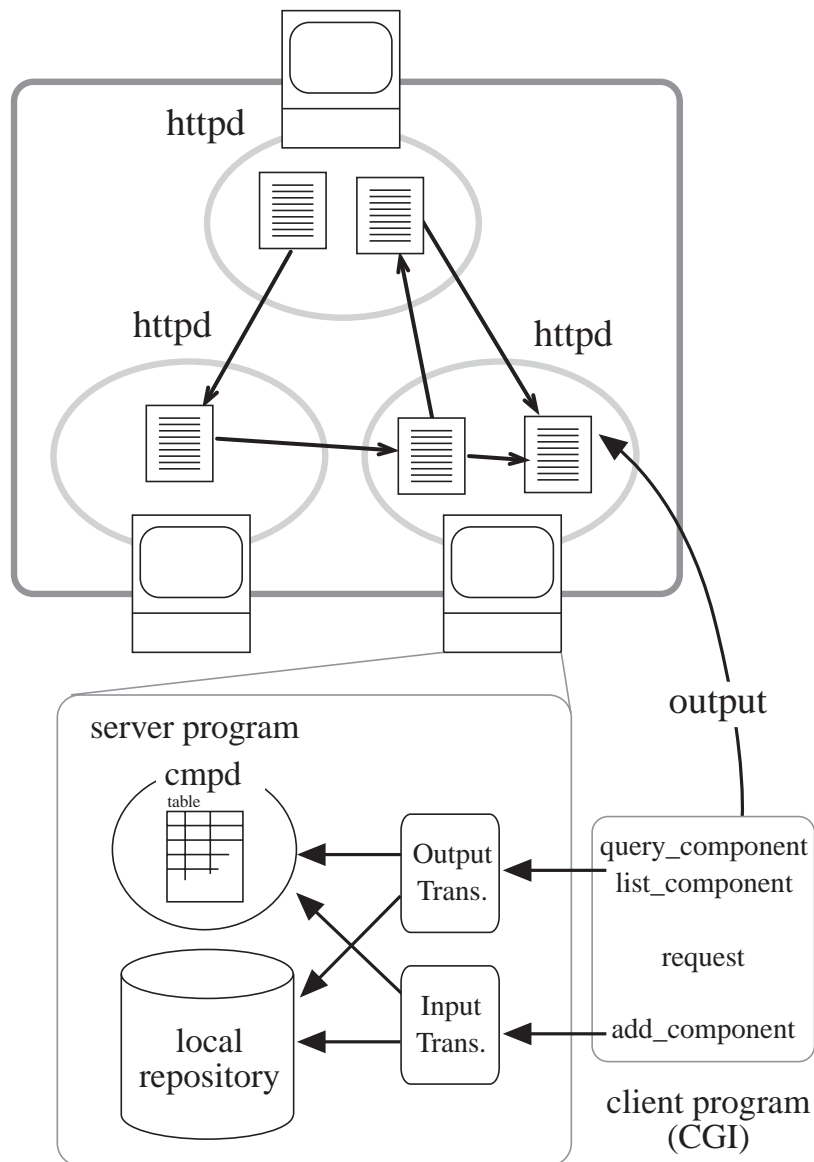 httpd
httpd
httpd
output
server program
cmpd
table
Output
Trans.
query_component
list_component
request
Input
Trans.
add_component
local
repository
client program
(CGI)